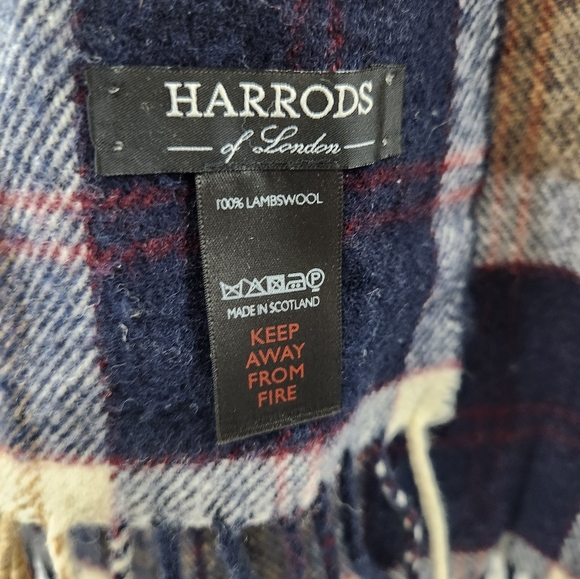 HARRODS
of London
100% LAMBSWOOL
MADE IN SCOTLAND
KEEP
AWAY
FROM
FIRE